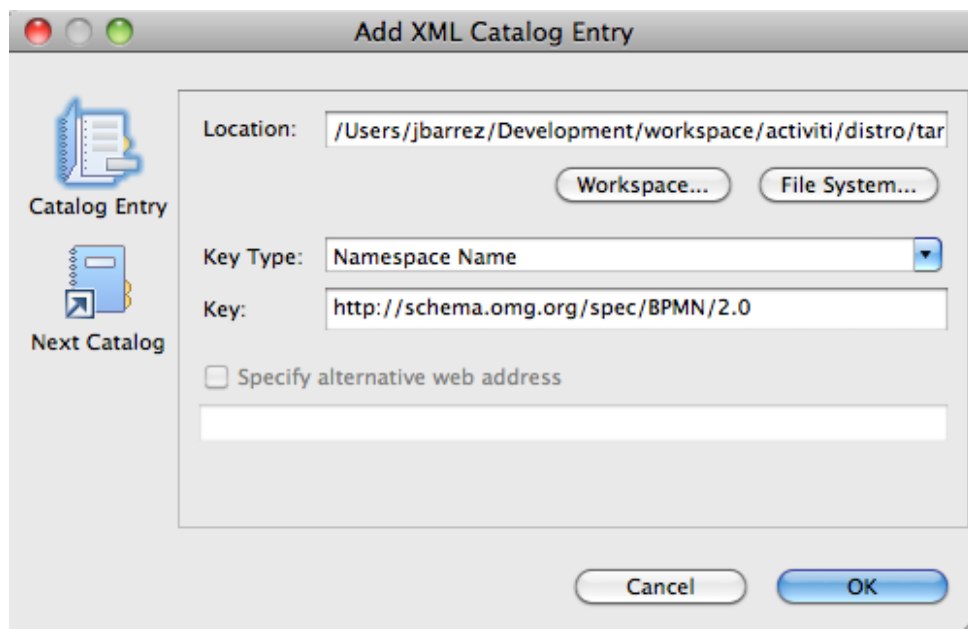 Add XML Catalog Entry
Catalog Entry
Next Catalog
Location: /Users/jbarrez/Development/workspace/activiti/distro/tar
Workspace... File System...
Key Type: Namespace Name
Key: http://schema.omg.org/spec/BPMN/2.0
Specify alternative web address
Cancel OK